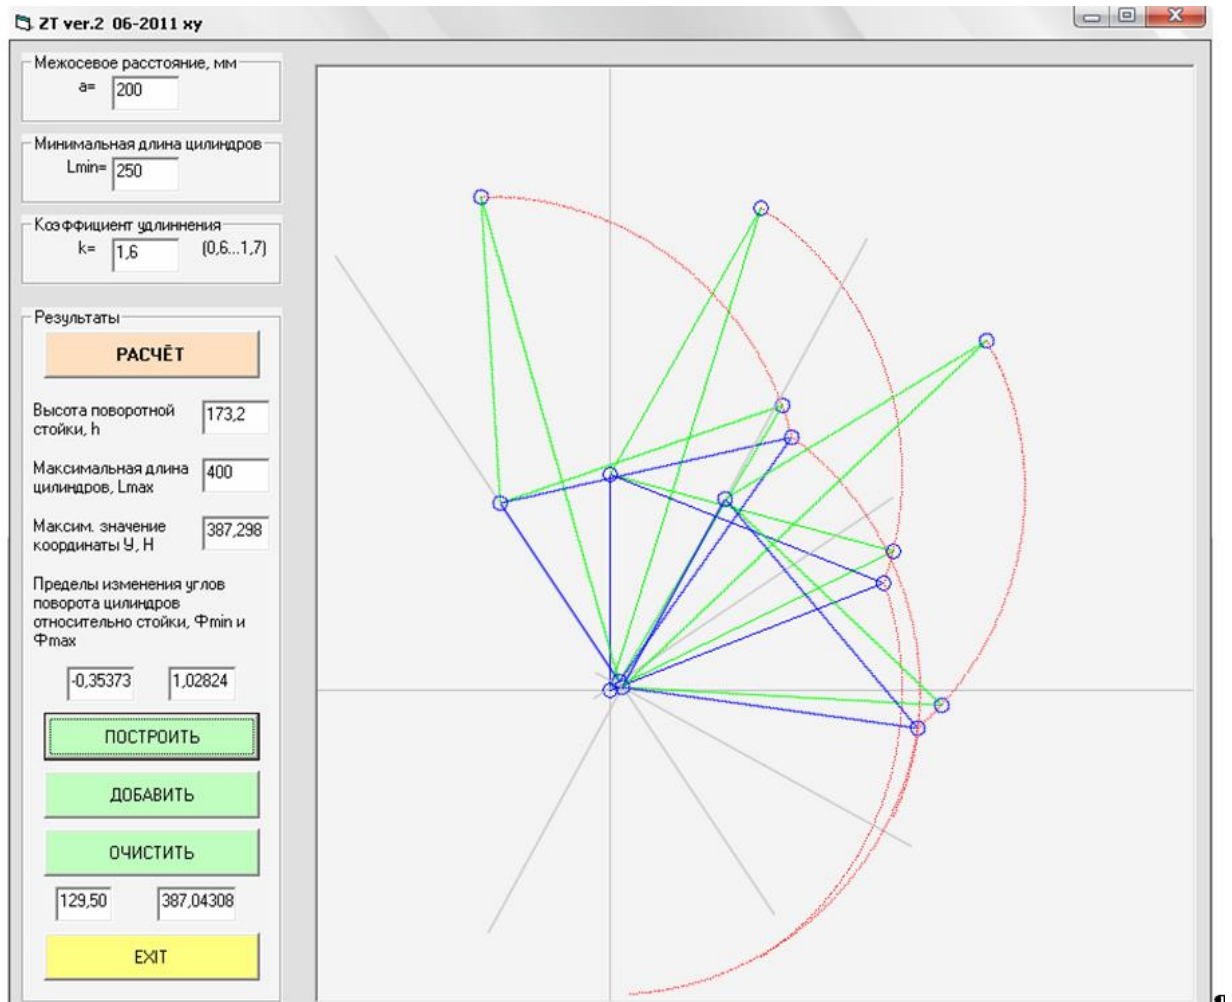 ZT ver.2 06-2011 xy
Межосевое расстояние, мм
a= 200
Минимальная длина цилиндров
Lmin= 250
Коэффициент удлиннения
k= 1,6 (0,6...1,7)
Результаты
РАСЧЁТ
Высота поворотной
стойки, h
173,2
Максимальная длина
цилиндров, Lmax
400
Максим. значение
координаты У, Н
387,298
Пределы изменения углов
поворота цилиндров
относительно стойки, Фmin и
Фmax
-0,35373 1,02824
ПОСТРОИТЬ
ДОБАВИТЬ
ОЧИСТИТЬ
129,50 387,04308
EXIT